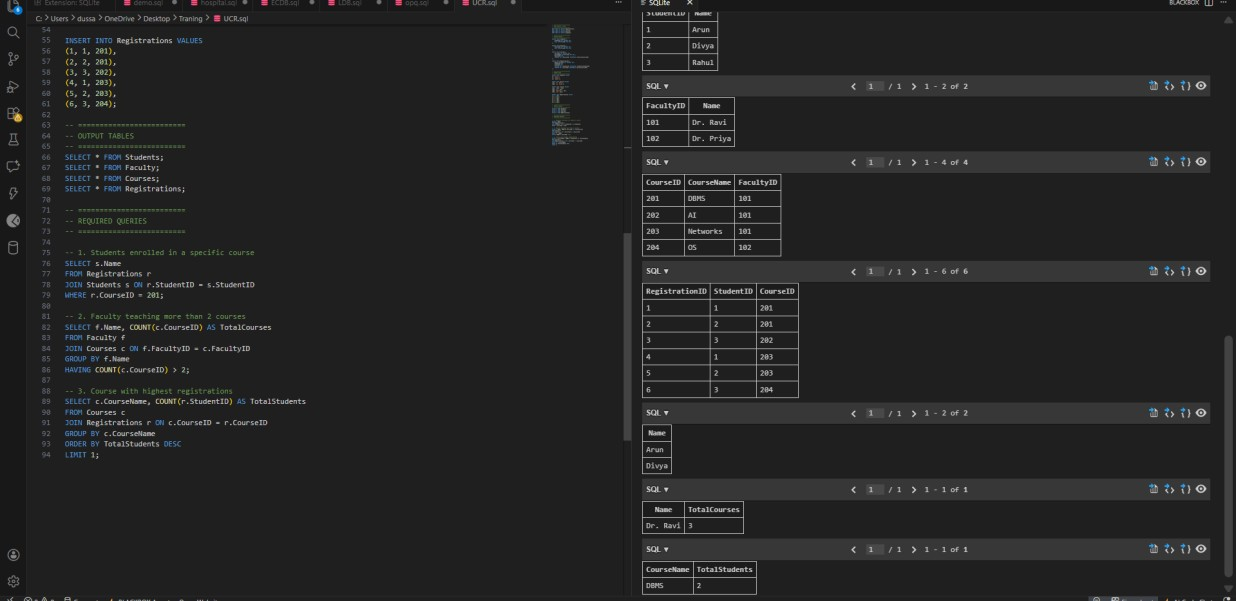 Extension: SQLite demo.sql hospital.sql ECDB.sql LDB.sql opq.sql UCR.sql
C: > Users > dussa > OneDrive > Desktop > Traning > UCR.sql
54
55 INSERT INTO Registrations VALUES
56 (1, 1, 201),
57 (2, 2, 201),
58 (3, 3, 202),
59 (4, 1, 203),
60 (5, 2, 203),
61 (6, 3, 204);
62
63 -- =========================
64 -- OUTPUT TABLES
65 -- =========================
66 SELECT * FROM Students;
67 SELECT * FROM Faculty;
68 SELECT * FROM Courses;
69 SELECT * FROM Registrations;
70
71 -- =========================
72 -- REQUIRED QUERIES
73 -- =========================
74
75 -- 1. Students enrolled in a specific course
76 SELECT s.Name
77 FROM Registrations r
78 JOIN Students s ON r.StudentID = s.StudentID
79 WHERE r.CourseID = 201;
80
81 -- 2. Faculty teaching more than 2 courses
82 SELECT f.Name, COUNT(c.CourseID) AS TotalCourses
83 FROM Faculty f
84 JOIN Courses c ON f.FacultyID = c.FacultyID
85 GROUP BY f.Name
86 HAVING COUNT(c.CourseID) > 2;
87
88 -- 3. Course with highest registrations
89 SELECT c.CourseName, COUNT(r.StudentID) AS TotalStudents
90 FROM Courses c
91 JOIN Registrations r ON c.CourseID = r.CourseID
92 GROUP BY c.CourseName
93 ORDER BY TotalStudents DESC
94 LIMIT 1;
SQLite BLACKBOX
StudentID Name
1 Arun
2 Divya
3 Rahul
SQL 1 / 1 1 - 2 of 2
FacultyID Name
101 Dr. Ravi
102 Dr. Priya
SQL 1 / 1 1 - 4 of 4
CourseID CourseName FacultyID
201 DBMS 101
202 AI 101
203 Networks 101
204 OS 102
SQL 1 / 1 1 - 6 of 6
RegistrationID StudentID CourseID
1 1 201
2 2 201
3 3 202
4 1 203
5 2 203
6 3 204
SQL 1 / 1 1 - 2 of 2
Name
Arun
Divya
SQL 1 / 1 1 - 1 of 1
Name TotalCourses
Dr. Ravi 3
SQL 1 / 1 1 - 1 of 1
CourseName TotalStudents
DBMS 2